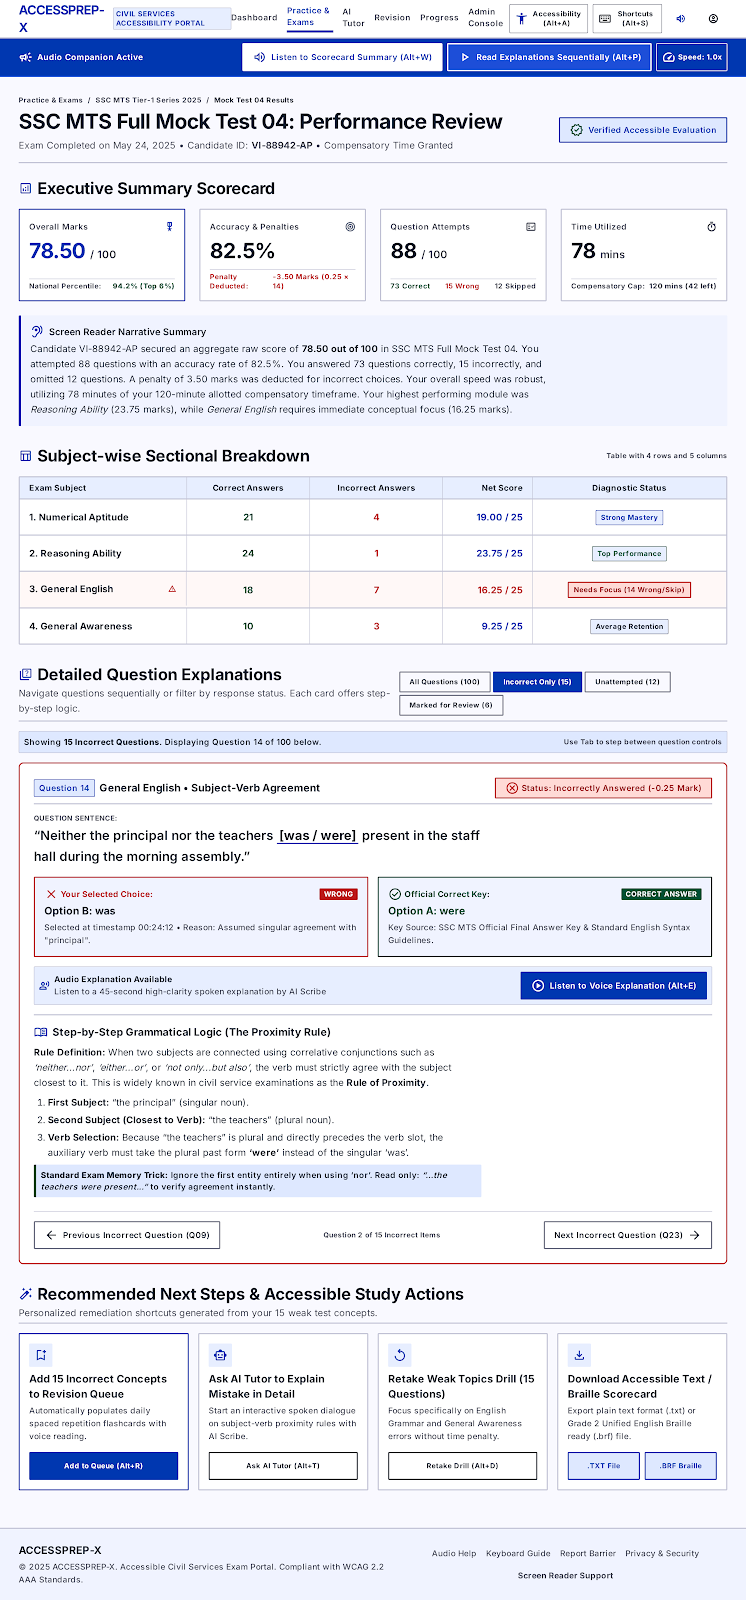 ACCESSPREP-
X
CIVIL SERVICES
ACCESSIBILITY PORTAL
Dashboard
Practice &
Exams
AI
Tutor
Revision
Progress
Admin
Console
Accessibility
(Alt+A)
Shortcuts
(Alt+S)
Audio Companion Active
Listen to Scorecard Summary (Alt+W)
Read Explanations Sequentially (Alt+P)
Speed: 1.0x
Practice & Exams / SSC MTS Tier-1 Series 2025 / Mock Test 04 Results
SSC MTS Full Mock Test 04: Performance Review
Exam Completed on May 24, 2025 • Candidate ID: VI-88942-AP • Compensatory Time Granted
Verified Accessible Evaluation
Executive Summary Scorecard
Overall Marks
78.50 / 100
National Percentile: 94.2% (Top 6%)
Accuracy & Penalties
82.5%
Penalty Deducted: -3.50 Marks (0.25 × 14)
Question Attempts
88 / 100
73 Correct 15 Wrong 12 Skipped
Time Utilized
78 mins
Compensatory Cap: 120 mins (42 left)
Screen Reader Narrative Summary
Candidate VI-88942-AP secured an aggregate raw score of 78.50 out of 100 in SSC MTS Full Mock Test 04. You
attempted 88 questions with an accuracy rate of 82.5%. You answered 73 questions correctly, 15 incorrectly, and
omitted 12 questions. A penalty of 3.50 marks was deducted for incorrect choices. Your overall speed was robust,
utilizing 78 minutes of your 120-minute allotted compensatory timeframe. Your highest performing module was
Reasoning Ability (23.75 marks), while General English requires immediate conceptual focus (16.25 marks).
Subject-wise Sectional Breakdown
Table with 4 rows and 5 columns
Exam Subject Correct Answers Incorrect Answers Net Score Diagnostic Status
1. Numerical Aptitude 21 4 19.00 / 25 Strong Mastery
2. Reasoning Ability 24 1 23.75 / 25 Top Performance
3. General English 18 7 16.25 / 25 Needs Focus (14 Wrong/Skip)
4. General Awareness 10 3 9.25 / 25 Average Retention
Detailed Question Explanations
Navigate questions sequentially or filter by response status. Each card offers step-
by-step logic.
All Questions (100)
Incorrect Only (15)
Unattempted (12)
Marked for Review (6)
Showing 15 Incorrect Questions. Displaying Question 14 of 100 below.
Use Tab to step between question controls
Question 14 General English • Subject-Verb Agreement
Status: Incorrectly Answered (-0.25 Mark)
QUESTION SENTENCE:
“Neither the principal nor the teachers [was / were] present in the staff
hall during the morning assembly.”
Your Selected Choice: WRONG
Option B: was
Selected at timestamp 00:24:12 • Reason: Assumed singular agreement with
"principal".
Official Correct Key: CORRECT ANSWER
Option A: were
Key Source: SSC MTS Official Final Answer Key & Standard English Syntax
Guidelines.
Audio Explanation Available
Listen to a 45-second high-clarity spoken explanation by AI Scribe
Listen to Voice Explanation (Alt+E)
Step-by-Step Grammatical Logic (The Proximity Rule)
Rule Definition: When two subjects are connected using correlative conjunctions such as
‘neither...nor’, ‘either...or’, or ‘not only...but also’, the verb must strictly agree with the subject
closest to it. This is widely known in civil service examinations as the Rule of Proximity.
1. First Subject: “the principal” (singular noun).
2. Second Subject (Closest to Verb): “the teachers” (plural noun).
3. Verb Selection: Because “the teachers” is plural and directly precedes the verb slot, the
auxiliary verb must take the plural past form ‘were’ instead of the singular ‘was’.
Standard Exam Memory Trick: Ignore the first entity entirely when using ‘nor’. Read only: “...the
teachers were present...” to verify agreement instantly.
Previous Incorrect Question (Q09)
Question 2 of 15 Incorrect Items
Next Incorrect Question (Q23)
Recommended Next Steps & Accessible Study Actions
Personalized remediation shortcuts generated from your 15 weak test concepts.
Add 15 Incorrect Concepts
to Revision Queue
Automatically populates daily
spaced repetition flashcards with
voice reading.
Add to Queue (Alt+R)
Ask AI Tutor to Explain
Mistake in Detail
Start an interactive spoken dialogue
on subject-verb proximity rules with
AI Scribe.
Ask AI Tutor (Alt+T)
Retake Weak Topics Drill (15
Questions)
Focus specifically on English
Grammar and General Awareness
errors without time penalty.
Retake Drill (Alt+D)
Download Accessible Text /
Braille Scorecard
Export plain text format (.txt) or
Grade 2 Unified English Braille
ready (.brf) file.
.TXT File
.BRF Braille
ACCESSPREP-X
© 2025 ACCESSPREP-X. Accessible Civil Services Exam Portal. Compliant with WCAG 2.2
AAA Standards.
Audio Help Keyboard Guide Report Barrier Privacy & Security
Screen Reader Support